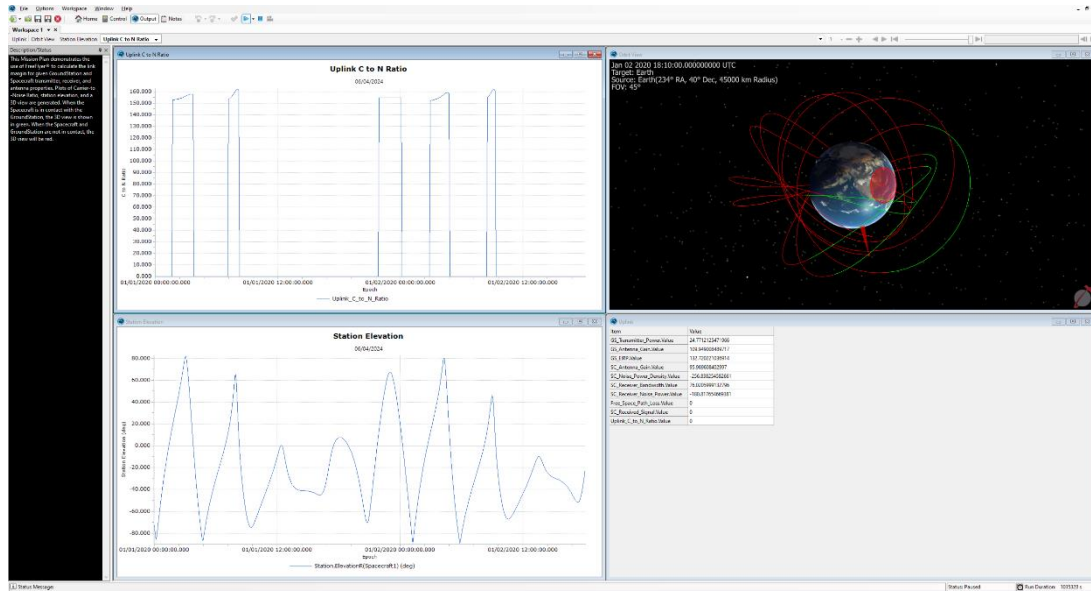 File Options Workspace Window Help
Home Control Output Notes
Workspace 1
Uplink Orbit View Station Elevation Uplink C to N Ratio
Description/Status
This Mission Plan demonstrates the
use of FreeFlyer® to calculate the link
margin for given GroundStation and
Spacecraft transmitter, receiver, and
antenna properties. Plots of Carrier-to
-Noise Ratio, station elevation, and a
3D view are generated. When the
Spacecraft is in contact with the
GroundStation, the 3D view is shown
in green. When the Spacecraft and
GroundStation are not in contact, the
3D view will be red.
Uplink C to N Ratio
Uplink C to N Ratio
06/04/2024
160.000
150.000
140.000
130.000
120.000
110.000
100.000
90.000
80.000
70.000
60.000
50.000
40.000
30.000
20.000
10.000
0.000
C to N Ratio
01/01/2020 00:00:00.000 01/01/2020 12:00:00.000 01/02/2020 00:00:00.000 01/02/2020 12:00:00.000
Epoch
Uplink_C_to_N_Ratio
Orbit View
Jan 02 2020 18:10:00.000000000 UTC
Target: Earth
Source: Earth(234° RA, 40° Dec, 45000 km Radius)
FOV: 45°
Station Elevation
Station Elevation
06/04/2024
80.000
60.000
40.000
20.000
0.000
-20.000
-40.000
-60.000
-80.000
Station Elevation (deg)
01/01/2020 00:00:00.000 01/01/2020 12:00:00.000 01/02/2020 00:00:00.000 01/02/2020 12:00:00.000
Epoch
Station.ElevationR(Spacecraft1) (deg)
Uplink
Item Value
GS_Transmitter_Power.Value
GS_Antenna_Gain.Value
GS_EIRP.Value
SC_Antenna_Gain.Value
SC_Noise_Power_Density.Value
SC_Receiver_Bandwidth.Value
SC_Receiver_Noise_Power.Value
Free_Space_Path_Loss.Value 0
SC_Received_Signal.Value 0
Uplink_C_to_N_Ratio.Value 0
Status Message:
Status: Paused Run Duration